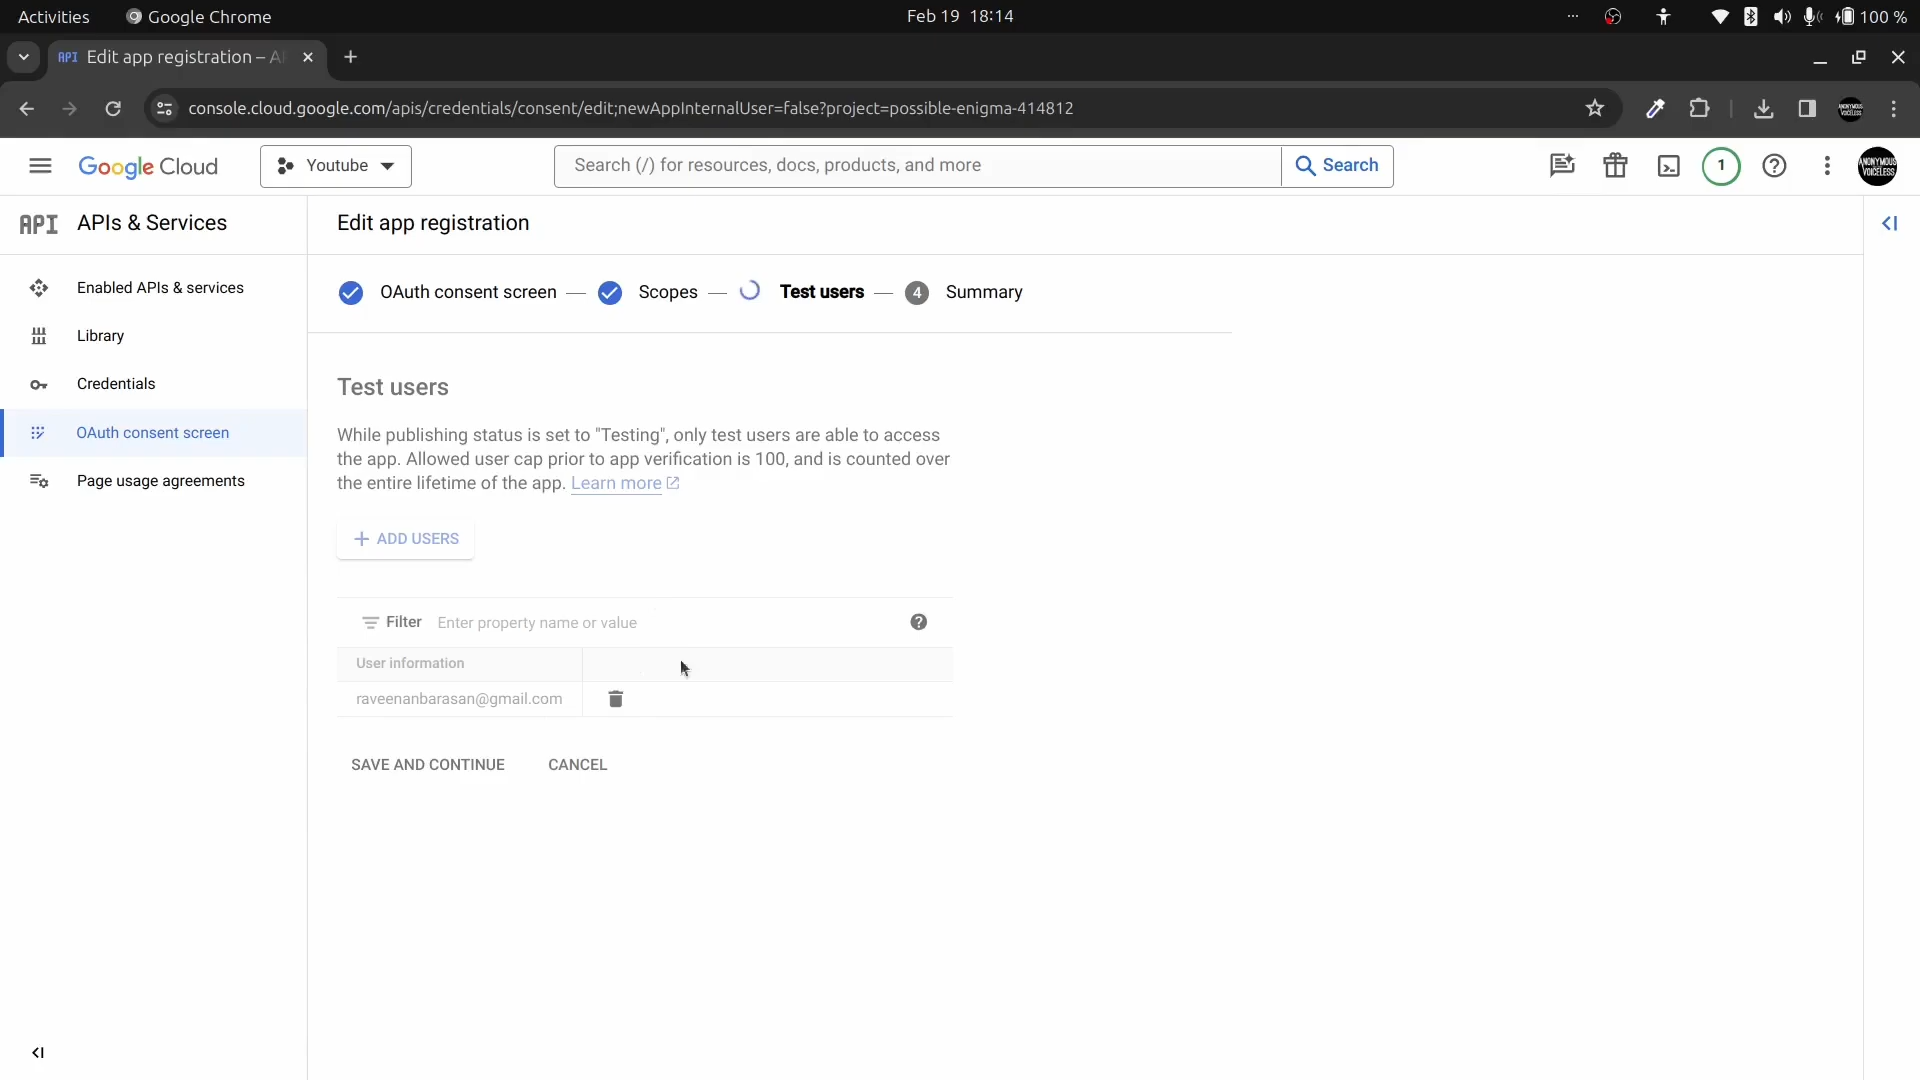 Activities
Google Chrome
Feb 19 18:14
100 %
API
Edit app registration – A
console.cloud.google.com/apis/credentials/consent/edit;newAppInternalUser=false?project=possible-enigma-414812
Google Cloud
Youtube
Search (/) for resources, docs, products, and more
Search
1
ANONYMOUS
VOICELESS
API
APIs & Services
Edit app registration
Enabled APIs & services
Library
Credentials
OAuth consent screen
Page usage agreements
OAuth consent screen
Scopes
Test users
4
Summary
Test users
While publishing status is set to "Testing", only test users are able to access
the app. Allowed user cap prior to app verification is 100, and is counted over
the entire lifetime of the app. Learn more
+ ADD USERS
Filter
Enter property name or value
User information
raveenanbarasan@gmail.com
SAVE AND CONTINUE
CANCEL